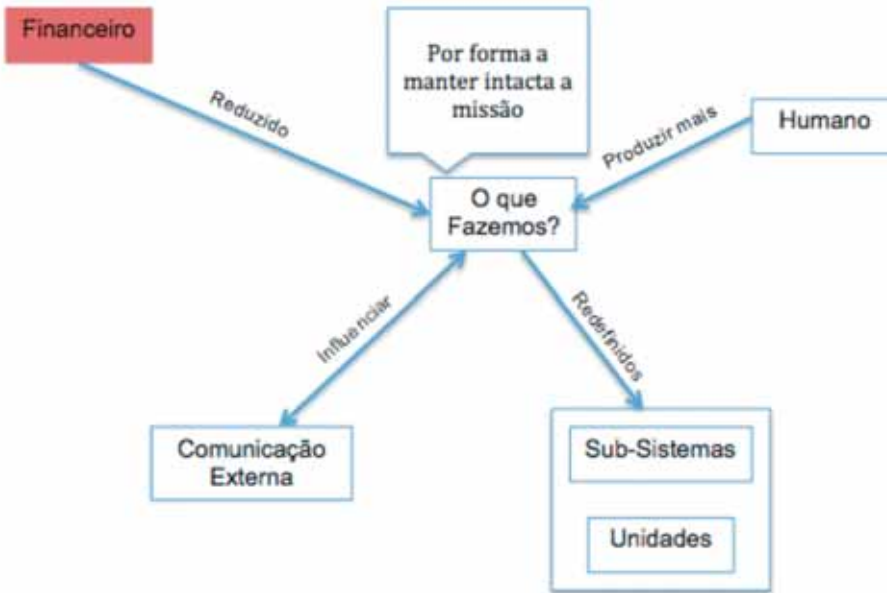 Financeiro
Por forma a
manter intacta a
missão
Reduzido
Produzir mais
Humano
O que
Fazemos?
Influenciar
Redefinidos
Comunicação
Externa
Sub-Sistemas
Unidades